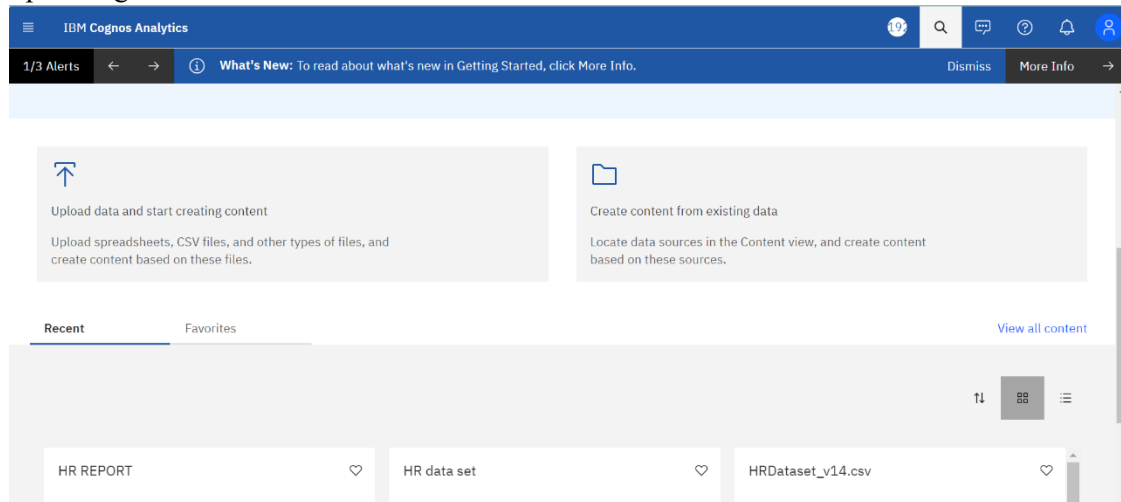 IBM Cognos Analytics
192
1/3 Alerts
What's New: To read about what's new in Getting Started, click More Info.
Dismiss
More Info
Upload data and start creating content
Upload spreadsheets, CSV files, and other types of files, and
create content based on these files.
Create content from existing data
Locate data sources in the Content view, and create content
based on these sources.
Recent
Favorites
View all content
HR REPORT
HR data set
HRDataset_v14.csv